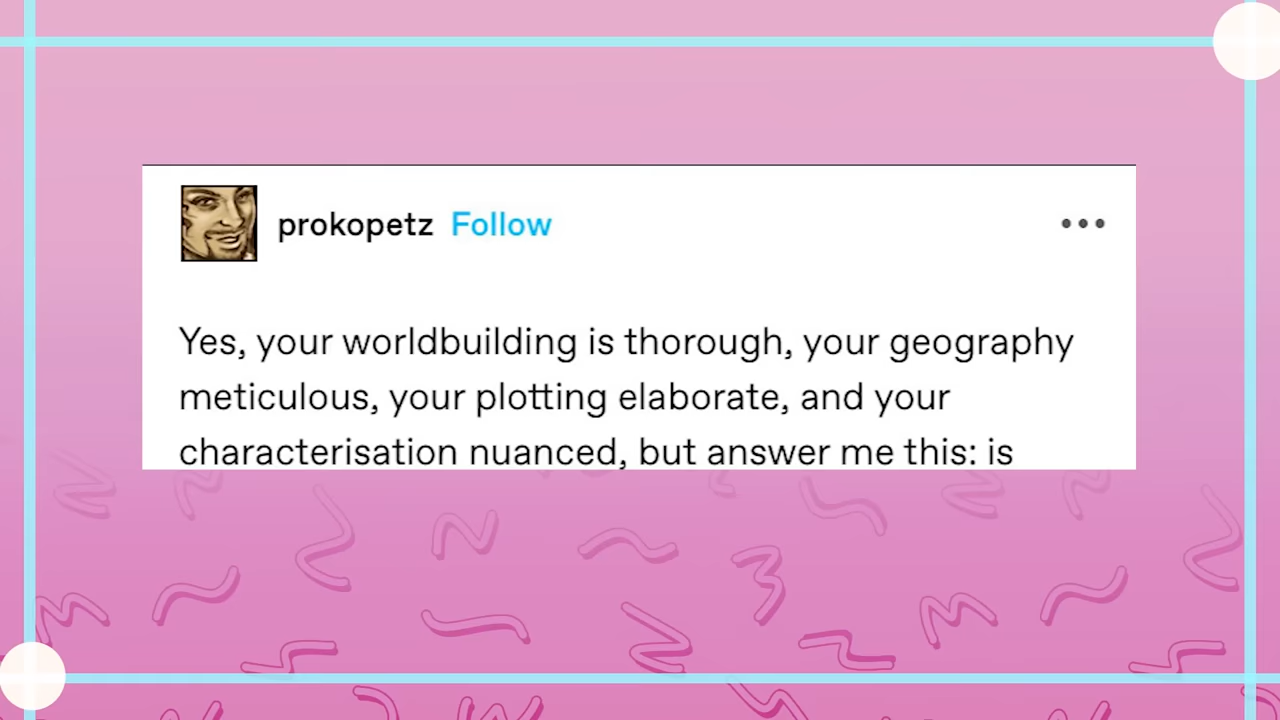 prokopetz Follow
Yes, your worldbuilding is thorough, your geography
meticulous, your plotting elaborate, and your
characterisation nuanced, but answer me this: is